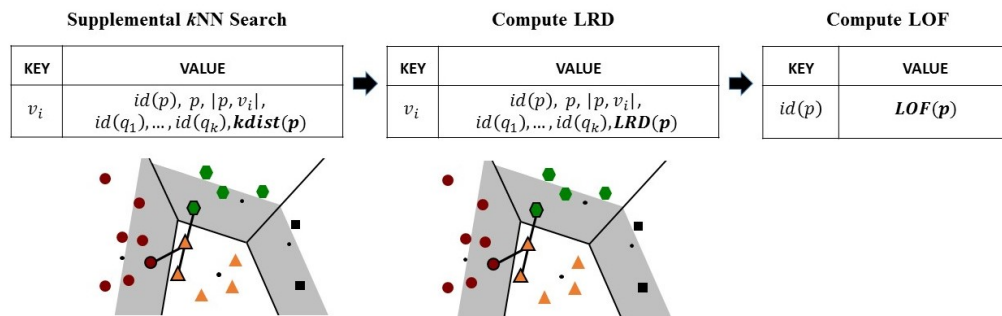 Supplemental kNN Search
KEY VALUE
v_i id(p), p, |p, v_i|,
id(q_1), ..., id(q_k), kdist(p)
Compute LRD
KEY VALUE
v_i id(p), p, |p, v_i|,
id(q_1), ..., id(q_k), LRD(p)
Compute LOF
KEY VALUE
id(p) LOF(p)